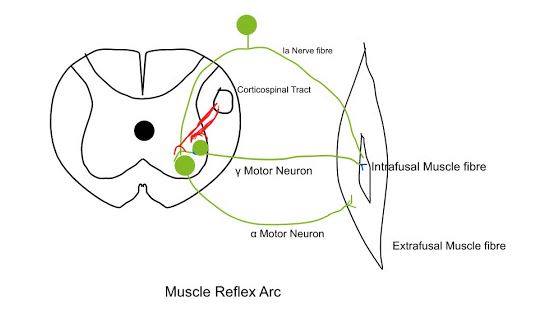 Ia Nerve fibre
Corticospinal Tract
Intrafusal Muscle fibre
γ Motor Neuron
α Motor Neuron
Extrafusal Muscle fibre
Muscle Reflex Arc